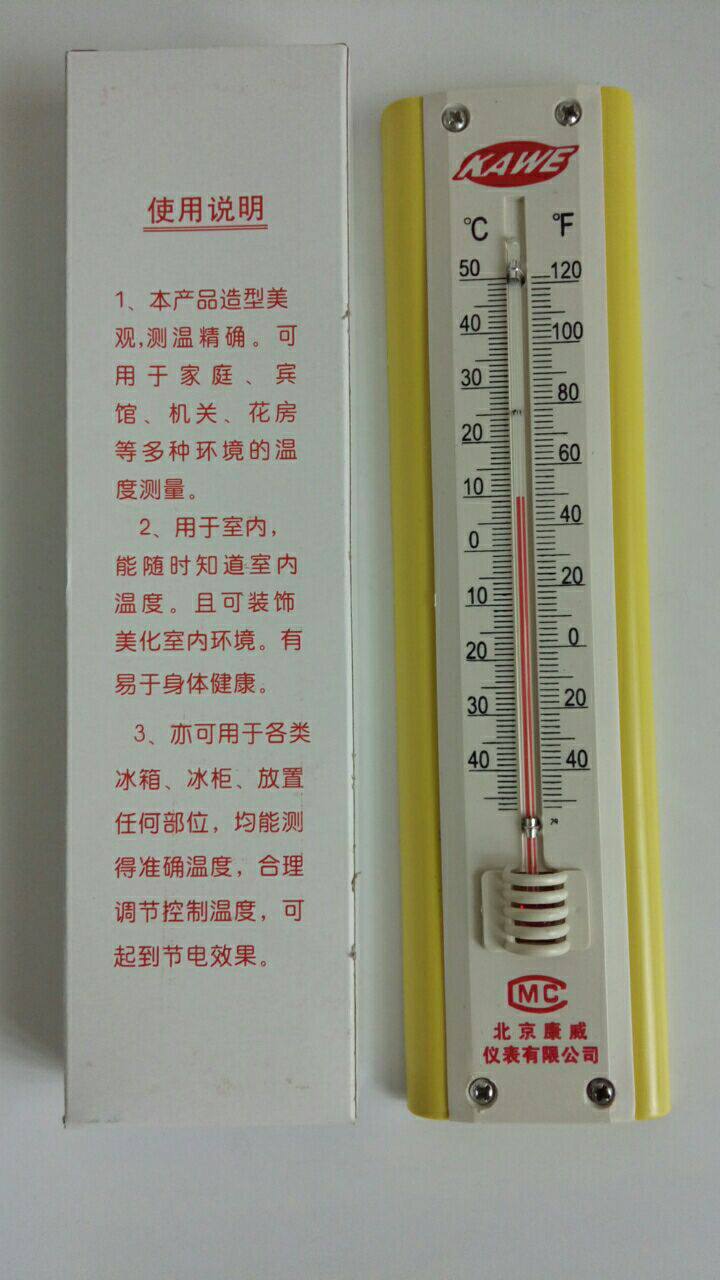 使用说明
1、本产品造型美
观,测温精确。可
用于家庭、宾
馆、机关、花房
等多种环境的温
度测量。
2、用于室内，
能随时知道室内
温度。且可装饰
美化室内环境。有
易于身体健康。
3、亦可用于各类
冰箱、冰柜、放置
任何部位，均能测
得准确温度，合理
调节控制温度，可
起到节电效果。
KAWE
℃ ℉
50 120
40 100
30 80
20 60
10 40
0 20
10 0
20 20
30 40
40
MC
北京康威
仪表有限公司